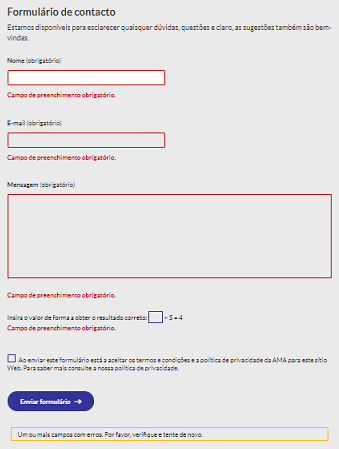 Formulário de contacto
Estamos disponíveis para esclarecer quaisquer dúvidas, questões e claro, as sugestões também são bem-
vindas.
Nome (obrigatório)
Campo de preenchimento obrigatório.
E-mail (obrigatório)
Campo de preenchimento obrigatório.
Mensagem (obrigatório)
Campo de preenchimento obrigatório.
Insira o valor de forma a obter o resultado correto: − 5 = 4
Campo de preenchimento obrigatório.
Ao enviar este formulário está a aceitar os termos e condições e a política de privacidade da AMA para este sítio
Web. Para saber mais consulte a nossa política de privacidade.
Enviar formulário →
Um ou mais campos com erros. Por favor, verifique e tente de novo.